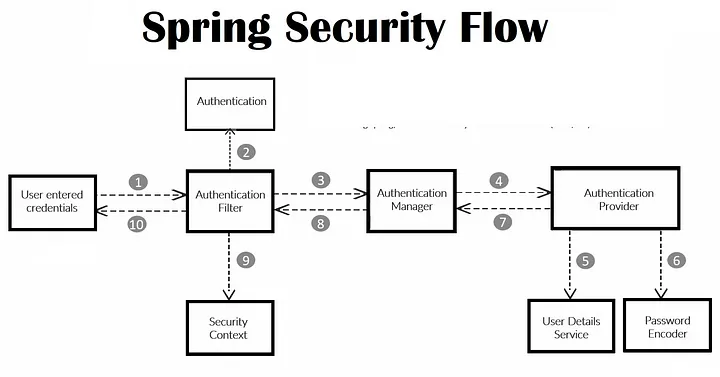 Spring Security Flow
Authentication
2
1
3
4
User entered
credentials
Authentication
Filter
Authentication
Manager
Authentication
Provider
10
8
7
9
5
6
Security
Context
User Details
Service
Password
Encoder